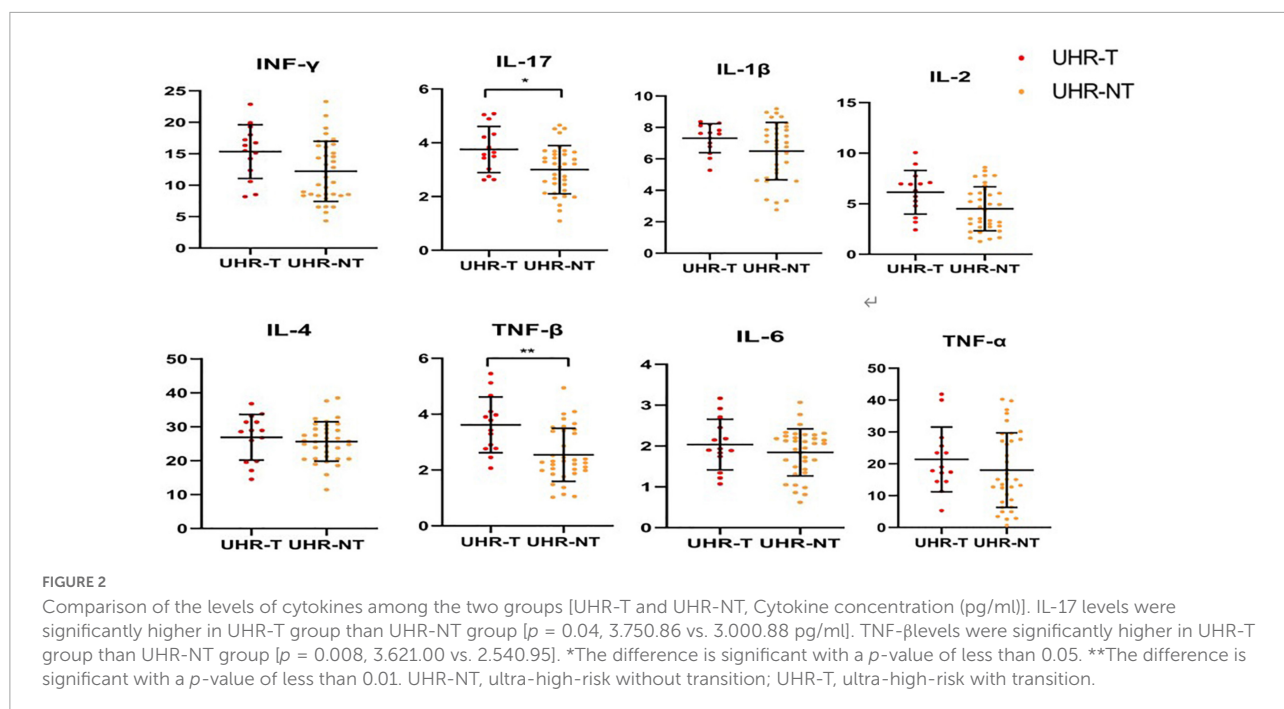 INF-γ
25
20
15
10
5
0
UHR-T UHR-NT
IL-17
*
6
4
2
0
UHR-T UHR-NT
IL-1β
10
8
6
4
2
0
UHR-T UHR-NT
IL-2
15
10
5
0
UHR-T UHR-NT
UHR-T
UHR-NT
↵
IL-4
50
40
30
20
10
0
UHR-T UHR-NT
TNF-β
**
6
4
2
0
UHR-T UHR-NT
IL-6
4
3
2
1
0
UHR-T UHR-NT
TNF-α
50
40
30
20
10
0
UHR-T UHR-NT
FIGURE 2
Comparison of the levels of cytokines among the two groups [UHR-T and UHR-NT, Cytokine concentration (pg/ml)]. IL-17 levels were
significantly higher in UHR-T group than UHR-NT group [p = 0.04, 3.750.86 vs. 3.000.88 pg/ml]. TNF-βlevels were significantly higher in UHR-T
group than UHR-NT group [p = 0.008, 3.621.00 vs. 2.540.95]. *The difference is significant with a p-value of less than 0.05. **The difference is
significant with a p-value of less than 0.01. UHR-NT, ultra-high-risk without transition; UHR-T, ultra-high-risk with transition.